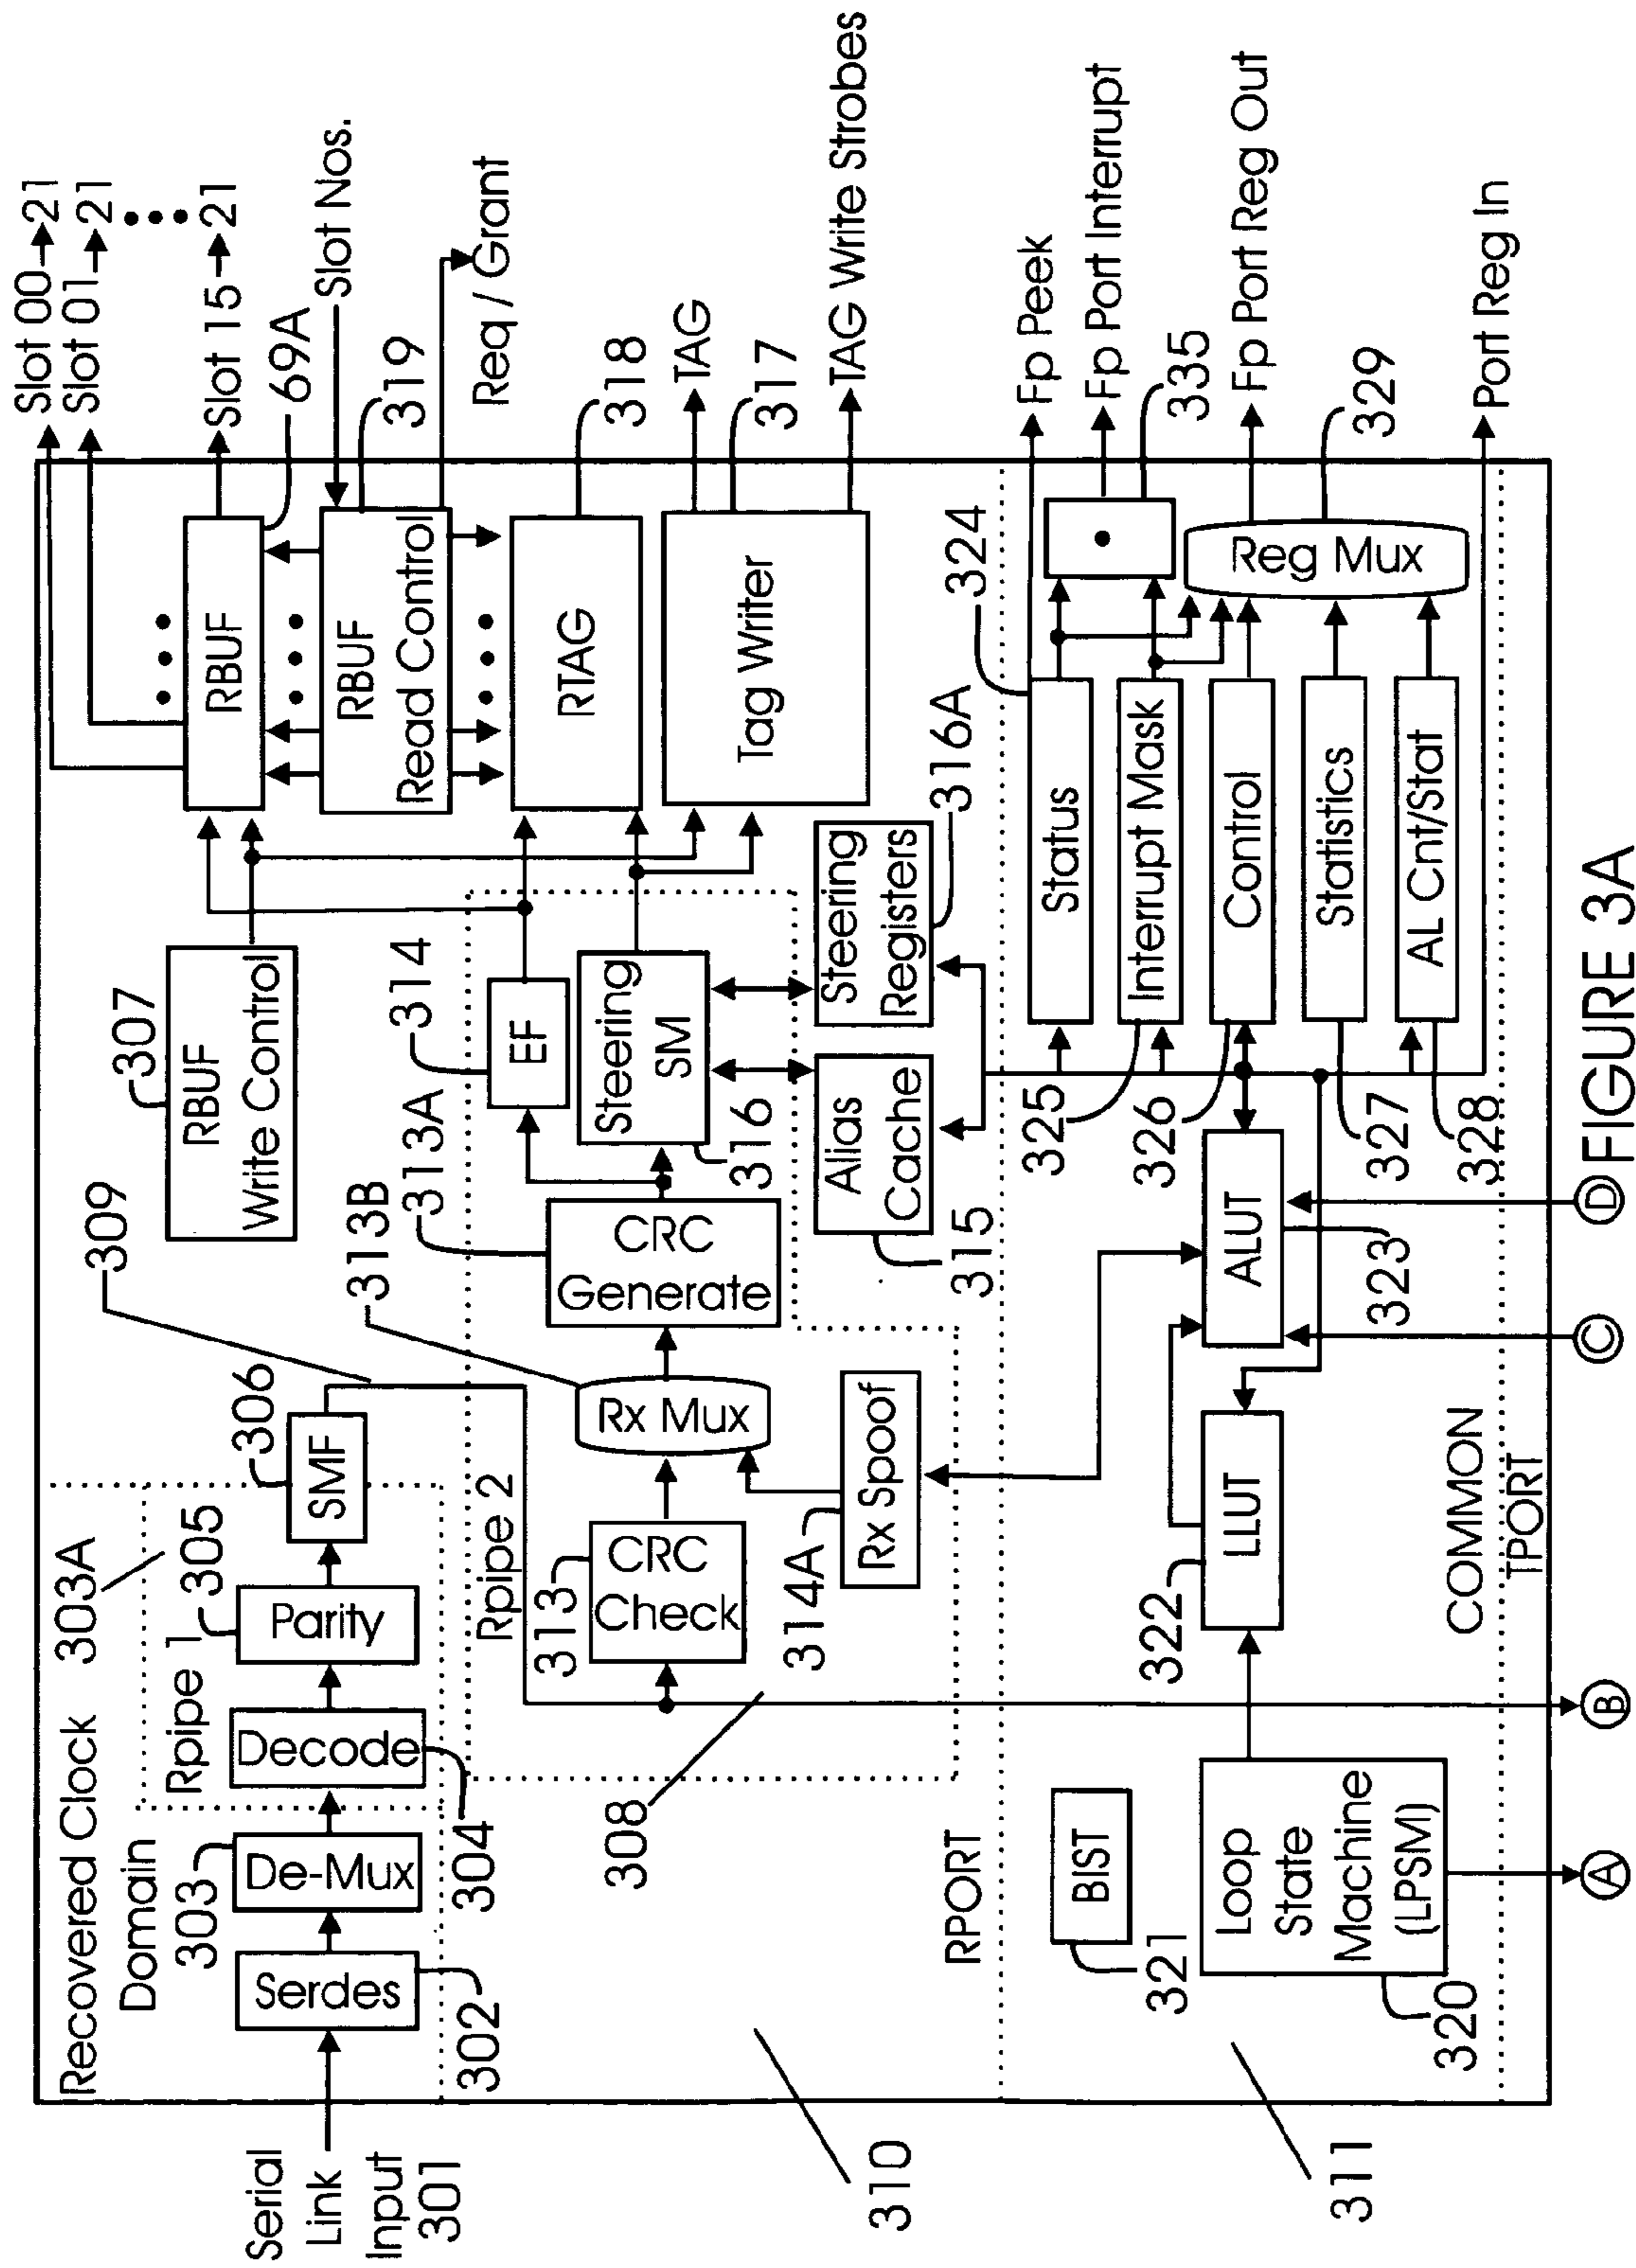 Recovered Clock
Domain
303A
Serial
Link
Input
301
Serdes
302
De-Mux
303
Rpipe 1
Decode
304
Parity
305
SMF
306
309
RBUF
Write Control
307
RBUF
69A
Slot 00→21
Slot 01→21
• • •
Slot 15→21
Slot Nos.
RBUF
Read Control
319
Req / Grant
RTAG
318
Tag Writer
317
TAG
TAG Write Strobes
Rpipe 2
308
CRC
Check
313
Rx Mux
313B
CRC
Generate
313A
EF
314
Steering
SM
316
Rx Spoof
314A
Alias
Cache
315
Steering
Registers
316A
RPORT
310
BIST
321
Loop
State
Machine
(LPSM)
320
LLUT
322
ALUT
323
Status
324
Interrupt Mask
325
Control
326
Statistics
327
AL Cnt/Stat
328
Reg Mux
329
335
Fp Peek
Fp Port Interrupt
Fp Port Reg Out
Port Reg In
COMMON
TPORT
311
A
B
C
D
FIGURE 3A